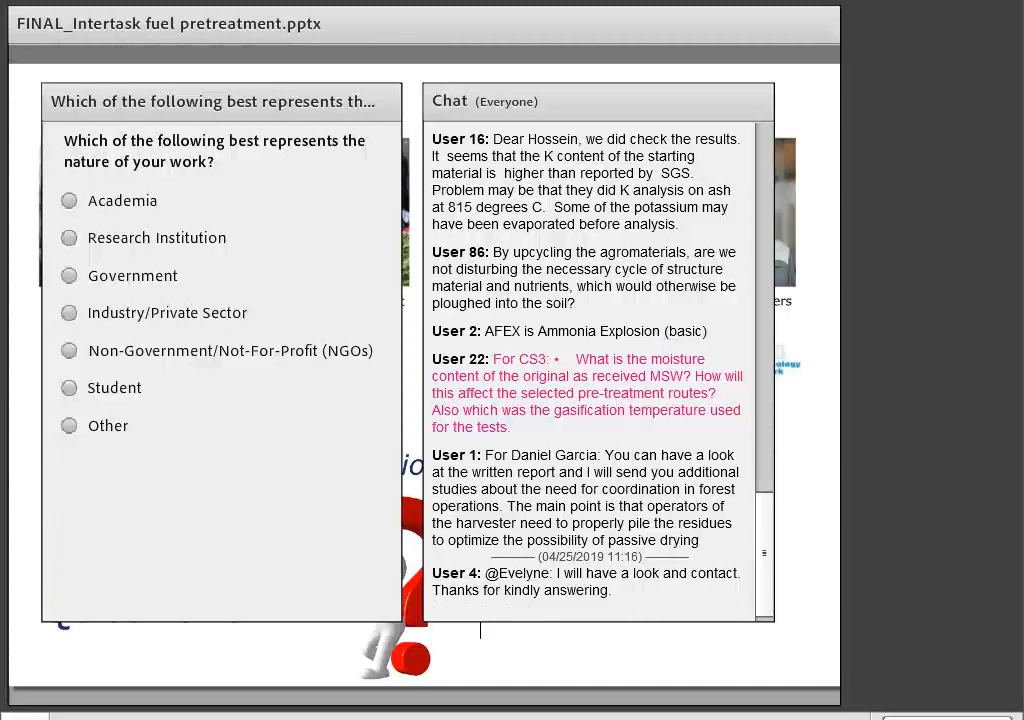 FINAL_Intertask fuel pretreatment.pptx
Which of the following best represents th...
Which of the following best represents the
nature of your work?
Academia
Research Institution
Government
Industry/Private Sector
Non-Government/Not-For-Profit (NGOs)
Student
Other
Chat (Everyone)
User 16: Dear Hossein, we did check the results.
It seems that the K content of the starting
material is higher than reported by SGS.
Problem may be that they did K analysis on ash
at 815 degrees C. Some of the potassium may
have been evaporated before analysis.
User 86: By upcycling the agromaterials, are we
not disturbing the necessary cycle of structure
material and nutrients, which would otherwise be
ploughed into the soil?
User 2: AFEX is Ammonia Explosion (basic)
User 22: For CS3: • What is the moisture
content of the original as received MSW? How will
this affect the selected pre-treatment routes?
Also which was the gasification temperature used
for the tests.
User 1: For Daniel Garcia: You can have a look
at the written report and I will send you additional
studies about the need for coordination in forest
operations. The main point is that operators of
the harvester need to properly pile the residues
to optimize the possibility of passive drying
(04/25/2019 11:16)
User 4: @Evelyne: I will have a look and contact.
Thanks for kindly answering.